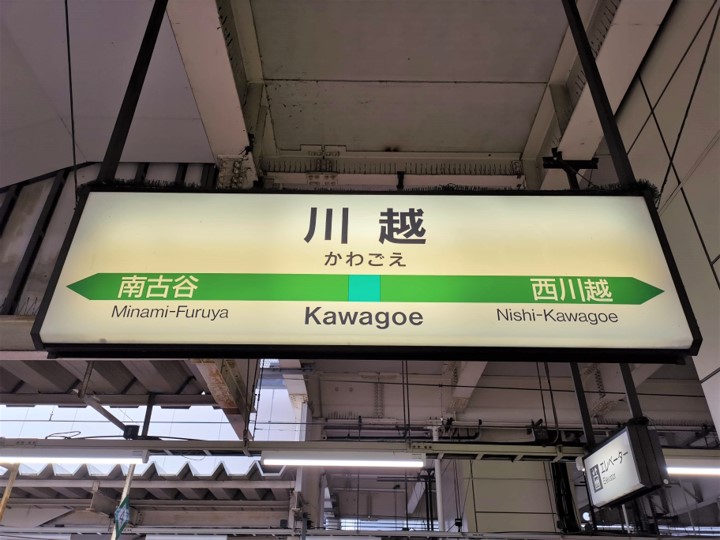 川越
かわごえ
南古谷
西川越
Minami-Furuya
Kawagoe
Nishi-Kawagoe
エレベーター
Elevator